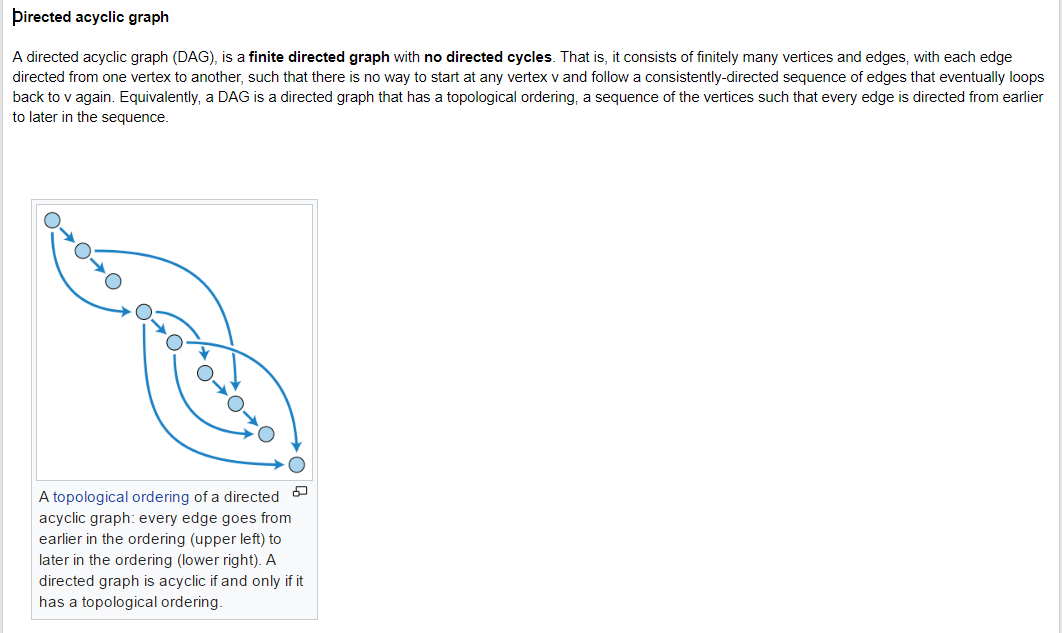 Directed acyclic graph
A directed acyclic graph (DAG), is a finite directed graph with no directed cycles. That is, it consists of finitely many vertices and edges, with each edge
directed from one vertex to another, such that there is no way to start at any vertex v and follow a consistently-directed sequence of edges that eventually loops
back to v again. Equivalently, a DAG is a directed graph that has a topological ordering, a sequence of the vertices such that every edge is directed from earlier
to later in the sequence.
A topological ordering of a directed
acyclic graph: every edge goes from
earlier in the ordering (upper left) to
later in the ordering (lower right). A
directed graph is acyclic if and only if it
has a topological ordering.